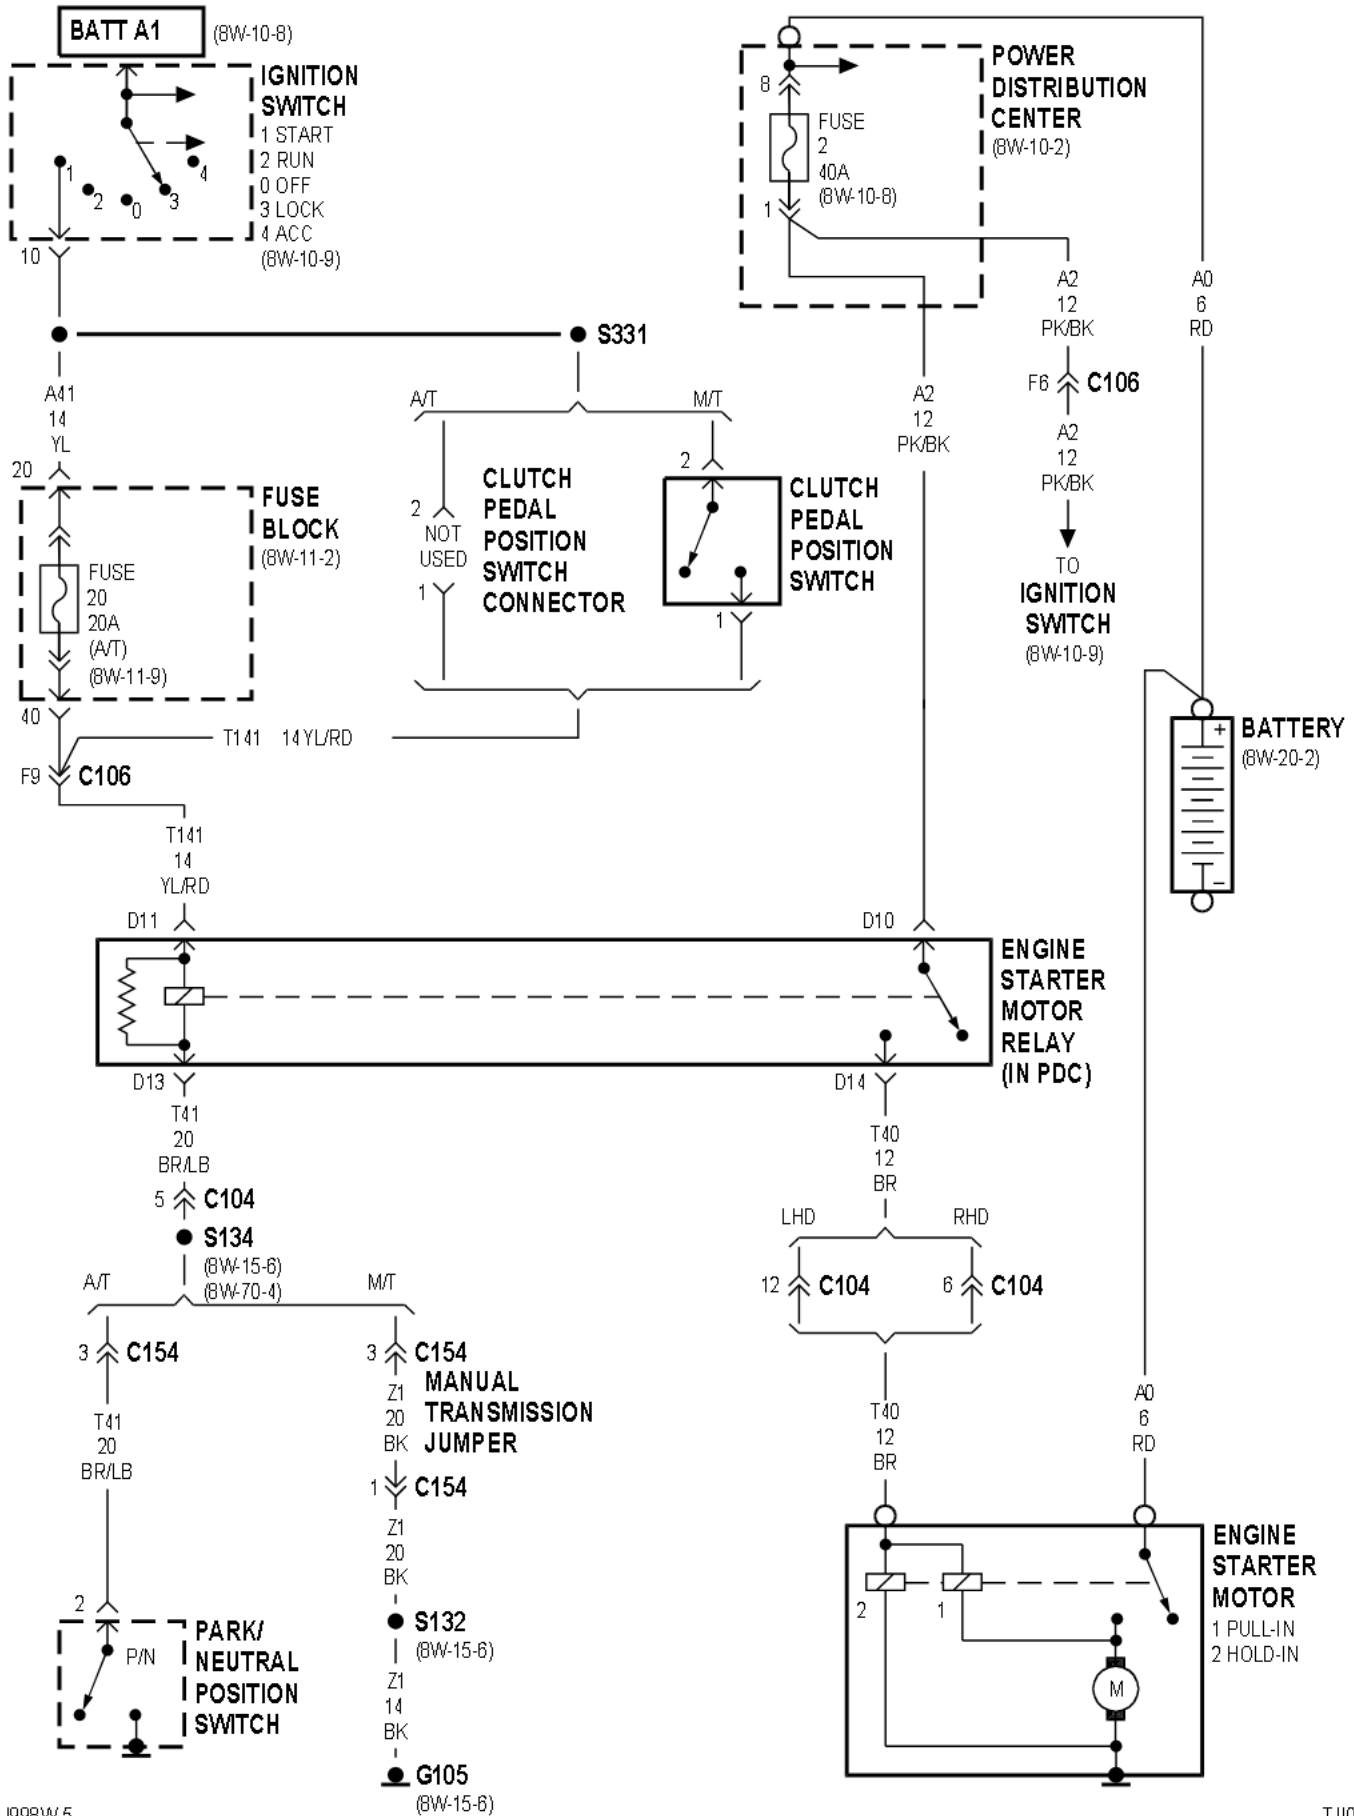 BATT A1
(8W-10-8)
IGNITION
SWITCH
1 START
2 RUN
0 OFF
3 LOCK
4 ACC
(8W-10-9)
1
2
0
3
4
10
POWER
DISTRIBUTION
CENTER
(8W-10-2)
8
FUSE
2
40A
(8W-10-8)
1
A2
12
PK/BK
A0
6
RD
S331
A41
14
YL
A/T
M/T
A2
12
PK/BK
F6
C106
A2
12
PK/BK
TO
IGNITION
SWITCH
(8W-10-9)
20
FUSE
BLOCK
(8W-11-2)
FUSE
20
20A
(A/T)
(8W-11-9)
40
2
NOT
USED
1
CLUTCH
PEDAL
POSITION
SWITCH
CONNECTOR
2
1
CLUTCH
PEDAL
POSITION
SWITCH
BATTERY
(8W-20-2)
+
−
T141 14 YL/RD
F9
C106
T141
14
YL/RD
D11
D10
ENGINE
STARTER
MOTOR
RELAY
(IN PDC)
D13
D14
T41
20
BR/LB
5
C104
S134
(8W-15-6)
(8W-70-4)
T40
12
BR
LHD
RHD
12
C104
6
C104
A/T
M/T
3
C154
3
C154
Z1
20
BK
MANUAL
TRANSMISSION
JUMPER
1
C154
T41
20
BR/LB
Z1
20
BK
T40
12
BR
A0
6
RD
2
P/N
PARK/
NEUTRAL
POSITION
SWITCH
S132
(8W-15-6)
Z1
14
BK
G105
(8W-15-6)
2
1
M
ENGINE
STARTER
MOTOR
1 PULL-IN
2 HOLD-IN